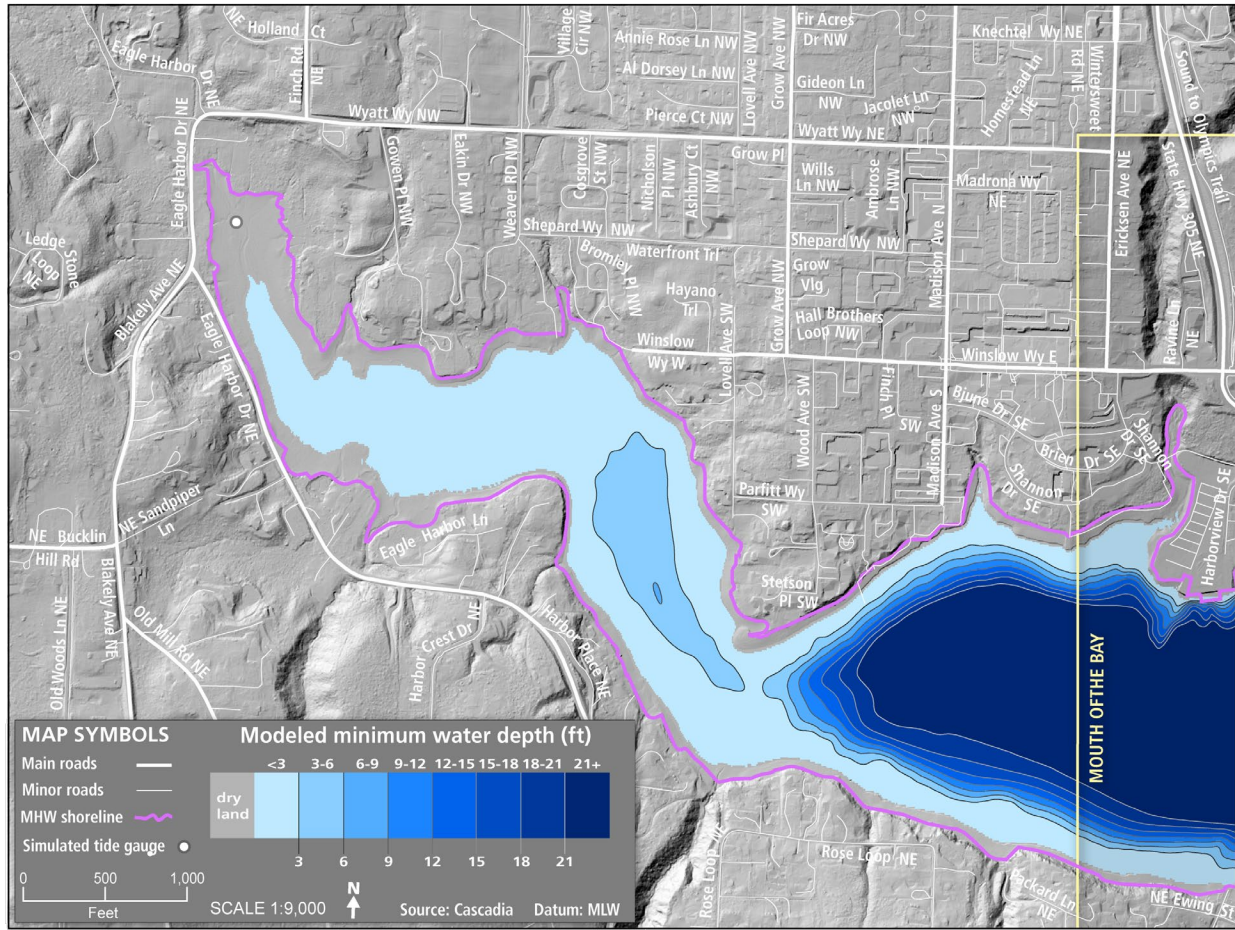 NE Holland Ct
Eagle Harbor Dr NE
Finch Rd NE
Village Cir NW
Annie Rose Ln NW
Al Dorsey Ln NW
Pierce Ct NW
Lovell Ave NW
Grow Ave NW
Fir Acres
Dr NW
Gideon Ln
NW
Jacolet Ln
NW
Knechtel Wy NE
Homestead Ln
NE
Wintersweet
Rd NE
Sound to Olympics Trail
State Hwy 305 NE
Wyatt Wy NW
Wyatt Wy NE
Eagle Harbor Dr NE
Gowen Pl NW
Eakin Dr NW
Weaver RD NW
Cosgrove
St NW
Nicholson
Pl NW
Ashbury Ct
NW
Grow Pl
Wills
Ln NW
Ambrose
Ln NW
Madison Ave N
Madrona Wy
NE
Ericksen Ave NE
Shepard Wy NW
Waterfront Trl
Shepard Wy NW
Bromley
Pl NW
Hayano
Trl
Grow Ave NW
Grow
Vlg
Hall Brothers
Loop NW
Ravine Ln
NE
Ledge
Stone
Loop
NE
Blakely Ave NE
Eagle Harbor Dr NE
Winslow
Wy W
Lovell Ave SW
Winslow Wy E
Wood Ave SW
Finch Pl
SW
Madison Ave S
Bjune Dr SE
Brien Dr SE
Shannon
Dr SE
Shannon
Dr SE
Harborview Dr SE
Parfitt Wy
SW
Stetson
Pl SW
NE Bucklin
Hill Rd
NE Sandpiper
Ln
Eagle Harbor Ln
Old Woods Ln NE
Blakely Ave NE
Old Mill Rd NE
Harbor Crest Dr NE
Harbor Place NE
MOUTH OFTHE BAY
Rose Loop NE
Rose Loop NE
Packard Ln
NE
NE Ewing St
MAP SYMBOLS
Main roads
Minor roads
MHW shoreline
Simulated tide gauge
0 500 1,000
Feet
Modeled minimum water depth (ft)
<3 3-6 6-9 9-12 12-15 15-18 18-21 21+
dry
land
3 6 9 12 15 18 21
SCALE 1:9,000
N
Source: Cascadia
Datum: MLW